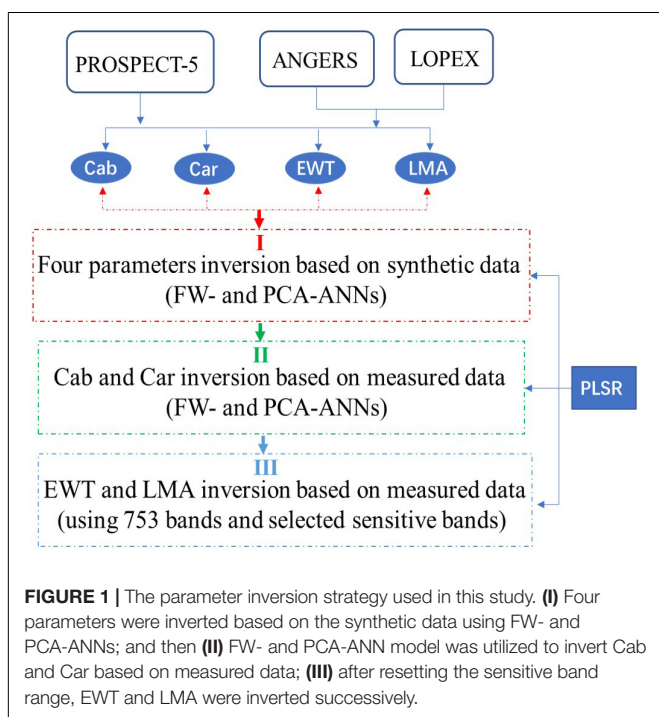 PROSPECT-5
ANGERS
LOPEX
Cab
Car
EWT
LMA
I
Four parameters inversion based on synthetic data
(FW- and PCA-ANNs)
II
Cab and Car inversion based on measured data
(FW- and PCA-ANNs)
PLSR
III
EWT and LMA inversion based on measured data
(using 753 bands and selected sensitive bands)
FIGURE 1 | The parameter inversion strategy used in this study. (I) Four
parameters were inverted based on the synthetic data using FW- and
PCA-ANNs; and then (II) FW- and PCA-ANN model was utilized to invert Cab
and Car based on measured data; (III) after resetting the sensitive band
range, EWT and LMA were inverted successively.